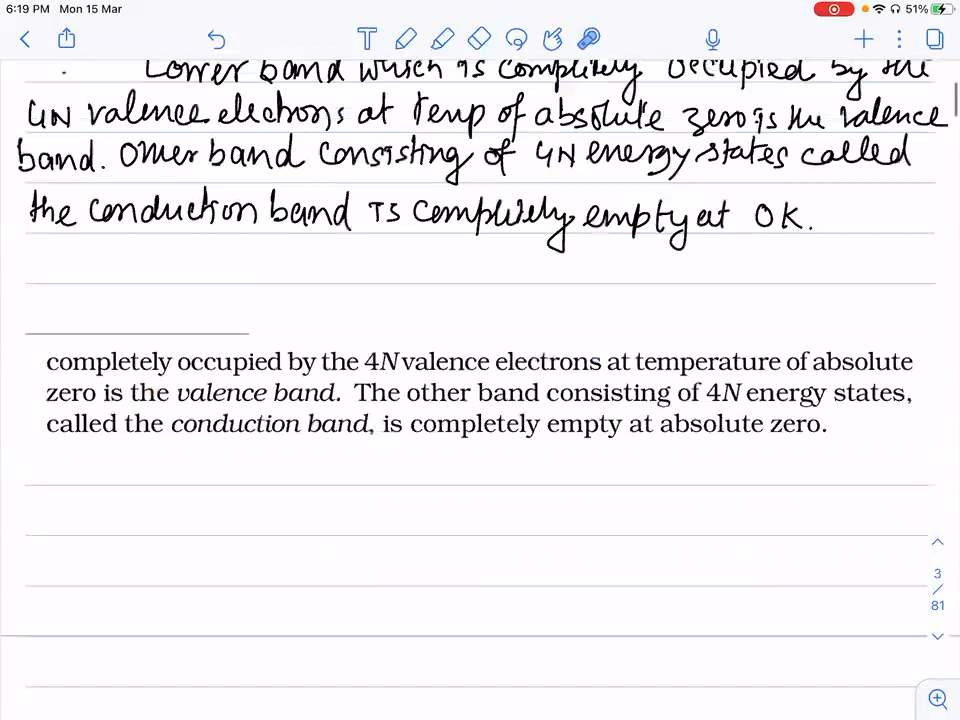 6:19 PM Mon 15 Mar
51%
Lower band which is completely occupied by the
4N valence electrons at temp of absolute zero is the valence
band. Other band consisting of 4N energy states called
the conduction band is completely empty at 0K.
completely occupied by the 4N valence electrons at temperature of absolute
zero is the valence band. The other band consisting of 4N energy states,
called the conduction band, is completely empty at absolute zero.
3
/
81